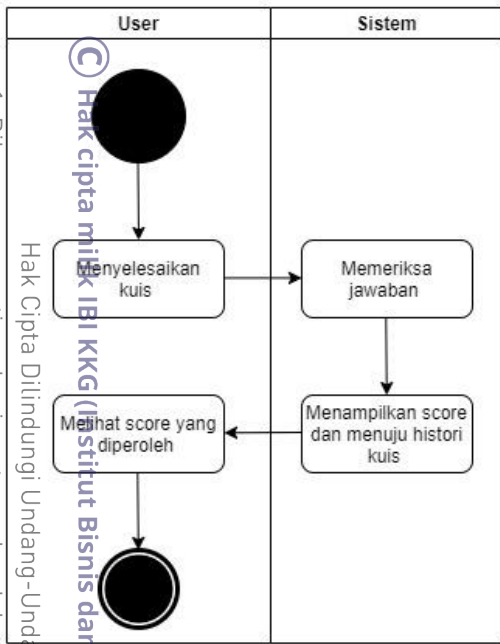 User
Sistem
Menyelesaikan
kuis
Memeriksa
jawaban
Menampilkan score
dan menuju histori
kuis
Melihat score yang
diperoleh
© Hak cipta milik IBI KKG (Institut Bisnis dan
Hak Cipta Dilindungi Undang-Unda